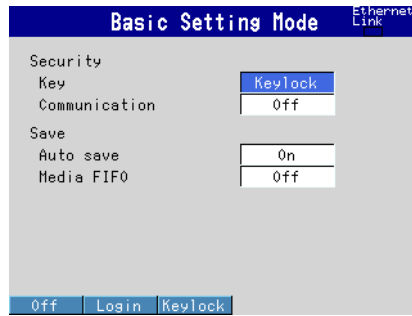 Basic Setting Mode
Ethernet
Link
Security
Key Keylock
Communication Off
Save
Auto save On
Media FIFO Off
Off Login Keylock